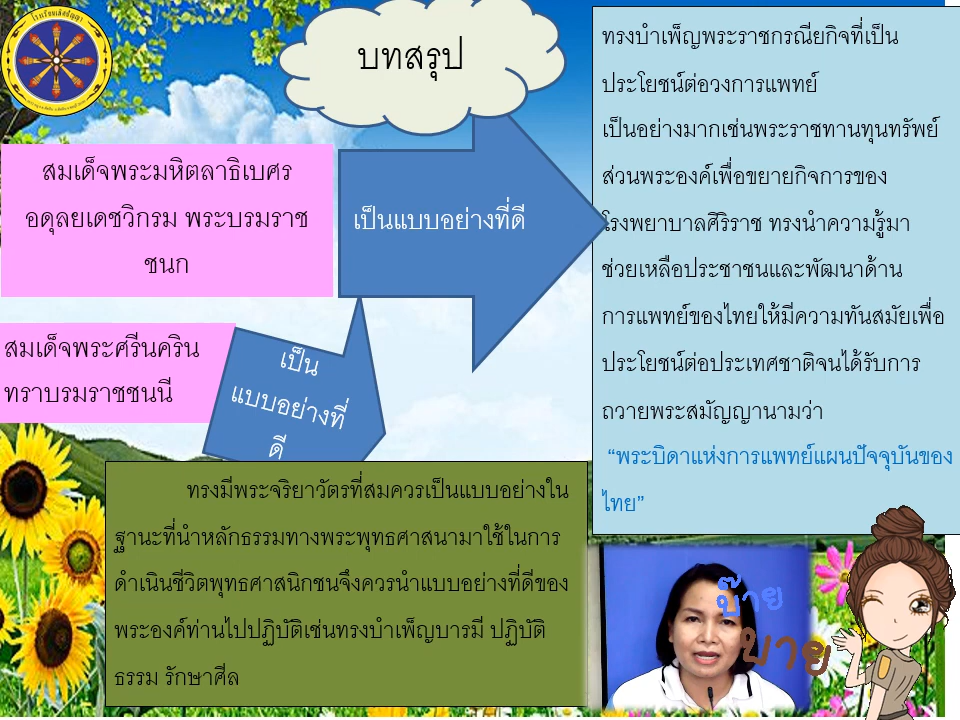 โรงเรียนเลิศปัญญา
บทสรุป
สมเด็จพระมหิตลาธิเบศร
อดุลยเดชวิกรม พระบรมราช
ชนก
เป็นแบบอย่างที่ดี
ทรงบำเพ็ญพระราชกรณียกิจที่เป็น
ประโยชน์ต่อวงการแพทย์
เป็นอย่างมากเช่นพระราชทานทุนทรัพย์
ส่วนพระองค์เพื่อขยายกิจการของ
โรงพยาบาลศิริราช ทรงนำความรู้มา
ช่วยเหลือประชาชนและพัฒนาด้าน
การแพทย์ของไทยให้มีความทันสมัยเพื่อ
ประโยชน์ต่อประเทศชาติจนได้รับการ
ถวายพระสมัญญานามว่า
“พระบิดาแห่งการแพทย์แผนปัจจุบันของ
ไทย”
สมเด็จพระศรีนคริน
ทราบรมราชชนนี
เป็น
แบบอย่างที่
ดี
ทรงมีพระจริยาวัตรที่สมควรเป็นแบบอย่างใน
ฐานะที่นำหลักธรรมทางพระพุทธศาสนามาใช้ในการ
ดำเนินชีวิตพุทธศาสนิกชนจึงควรนำแบบอย่างที่ดีของ
พระองค์ท่านไปปฏิบัติเช่นทรงบำเพ็ญบารมี ปฏิบัติ
ธรรม รักษาศีล
บ๊าย
บาย